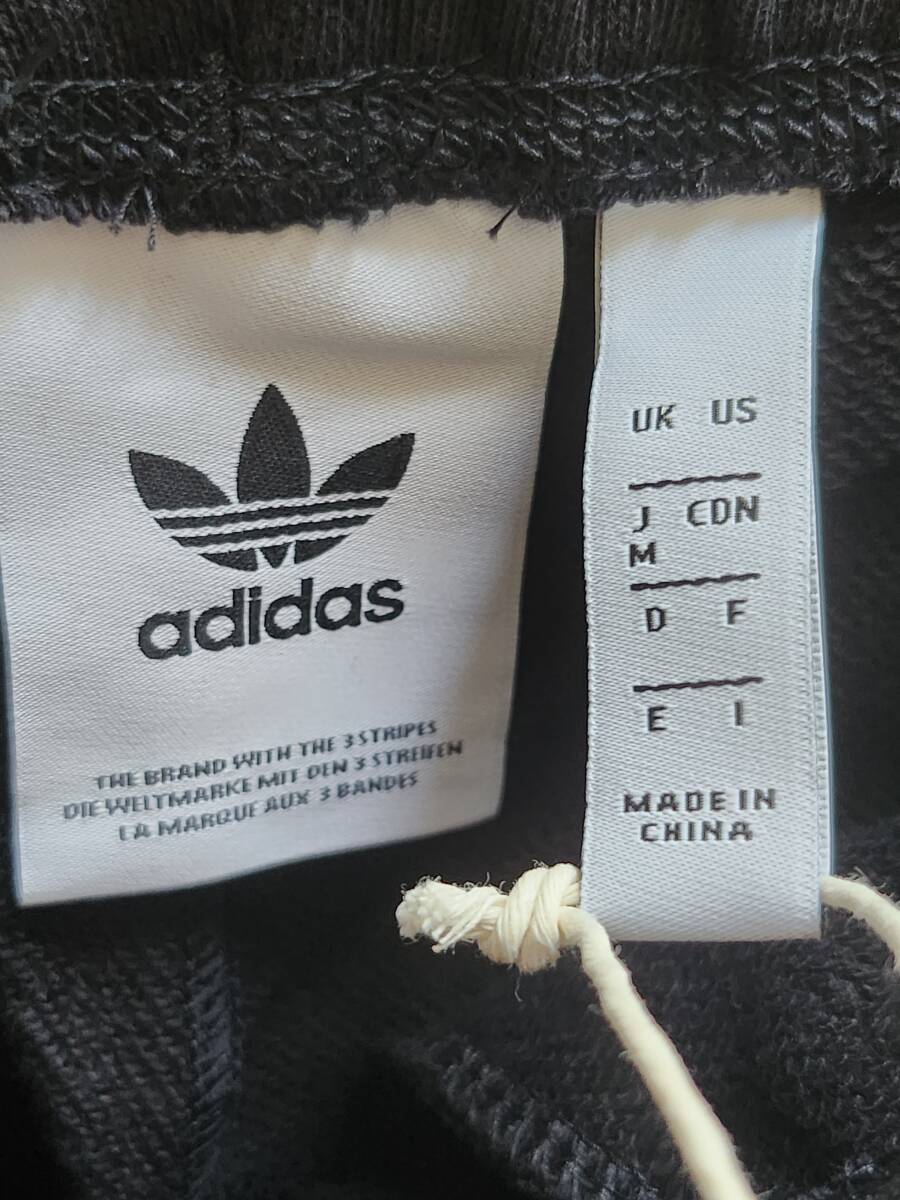 adidas
THE BRAND WITH THE 3 STRIPES
DIE WELTMARKE MIT DEN 3 STREIFEN
LA MARQUE AUX 3 BANDES
UK US
J CDN
M
D F
E I
MADE IN
CHINA